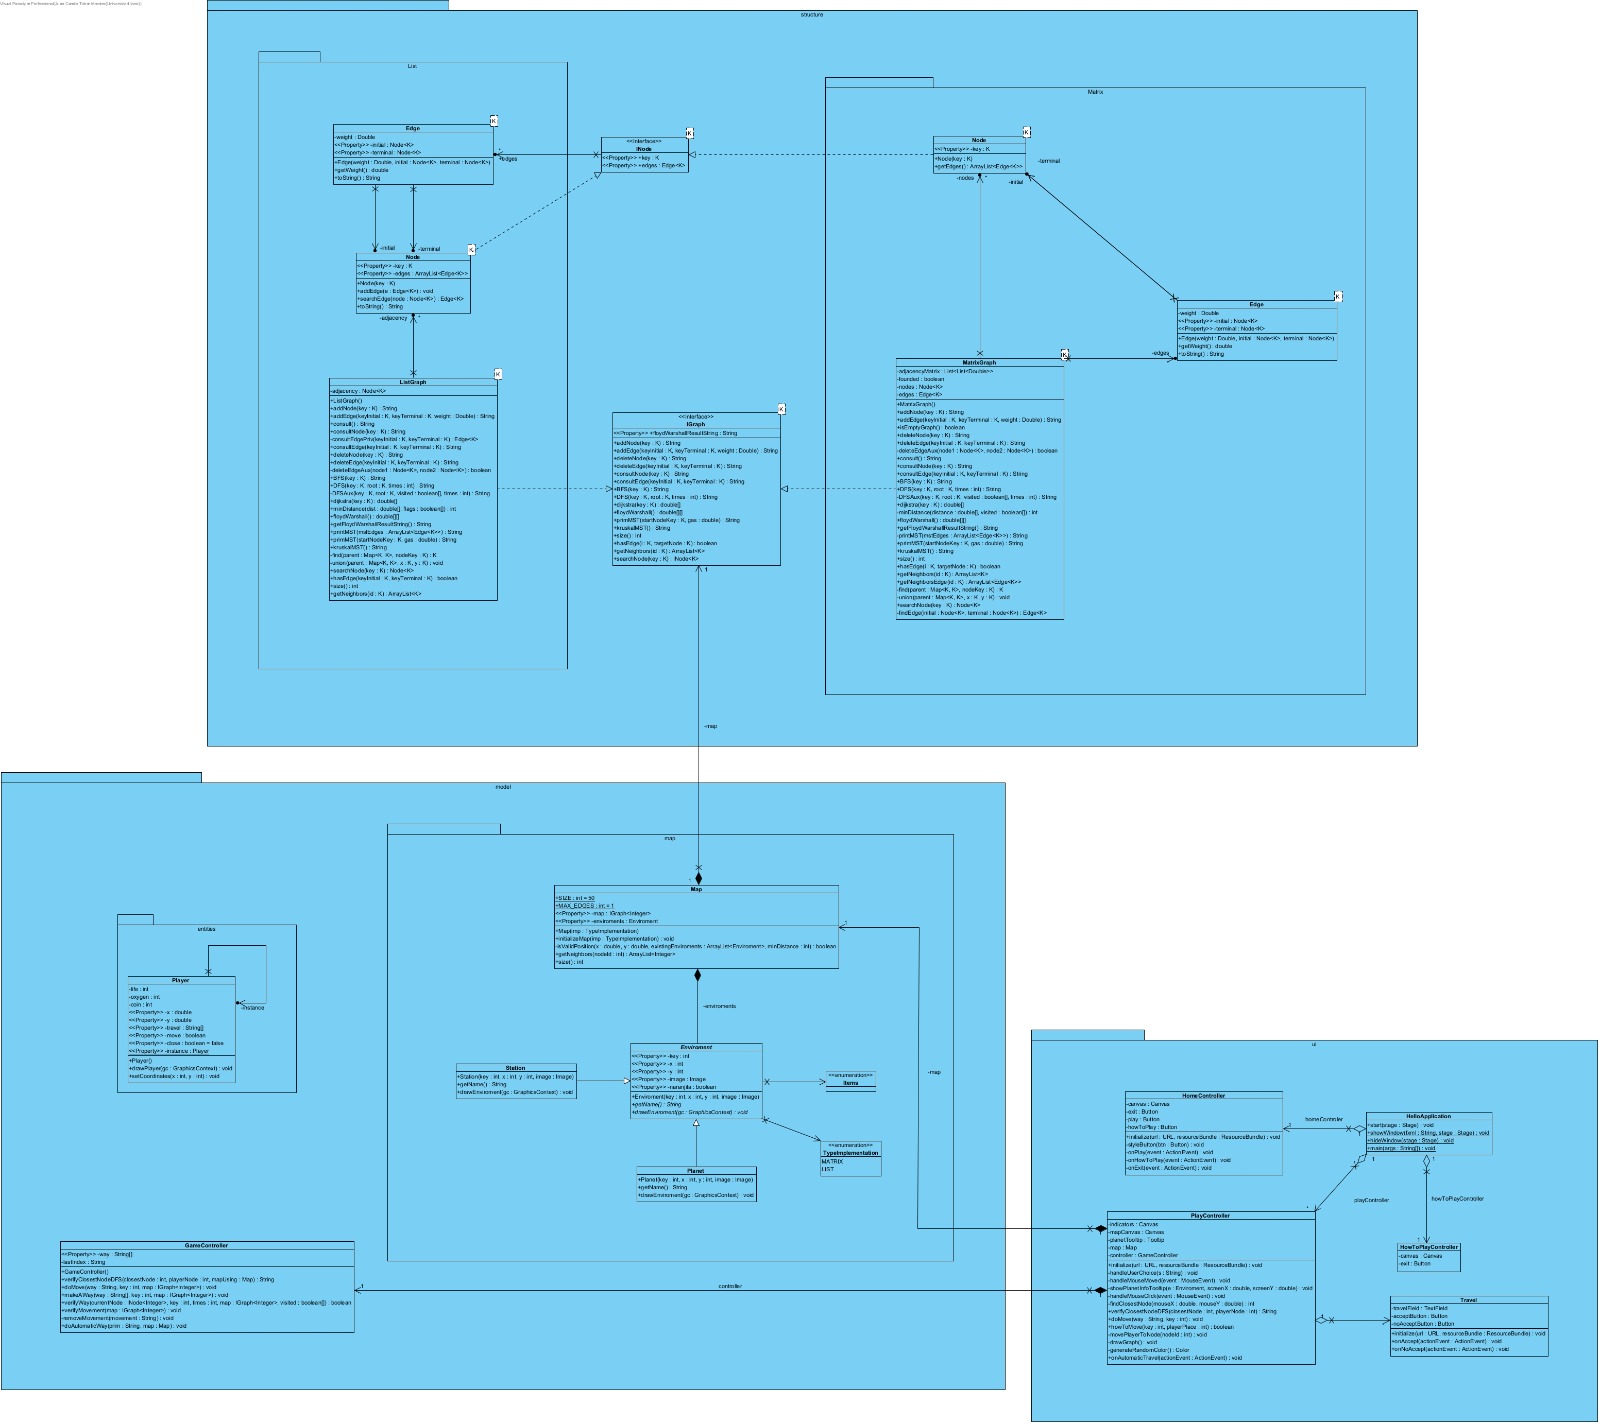 structure
List
Edge
-weight : Double
<<Property>> -initial : Node<K>
<<Property>> -terminal : Node<K>
+Edge(weight : Double, initial : Node<K>, terminal : Node<K>)
+getWeight() : double
+toString() : String
K
*
-edges
<<Interface>>
INode
<<Property>> +key : K
<<Property>> +edges : Edge<K>
K
-initial
-terminal
Node
<<Property>> -key : K
<<Property>> -edges : ArrayList<Edge<K>>
+Node(key : K)
+addEdge(e : Edge<K>) : void
+searchEdge(node : Node<K>) : Edge<K>
+toString() : String
K
-adjacency
*
ListGraph
-adjacency : Node<K>
+ListGraph()
+addNode(key : K) : String
+addEdge(keyInitial : K, keyTerminal : K, weight : Double) : String
+consult() : String
+consultNode(key : K) : String
-consultEdgePriv(keyInitial : K, keyTerminal : K) : Edge<K>
+consultEdge(keyInitial : K, keyTerminal : K) : String
+deleteNode(key : K) : String
+deleteEdge(keyInitial : K, keyTerminal : K) : String
-deleteEdgeAux(node1 : Node<K>, node2 : Node<K>) : boolean
+BFS(key : K) : String
+DFS(key : K, root : K, times : int) : String
-DFSAux(key : K, root : K, visited : boolean[], times : int) : String
+dijkstra(key : K) : double[]
+minDistance(dist : double[], flags : boolean[]) : int
+floydWarshall() : double[][]
+getFloydWarshallResultString() : String
+printMST(mstEdges : ArrayList<Edge<K>>) : String
+primMST(startNodeKey : K, gas : double) : String
+kruskalMST() : String
-find(parent : Map<K, K>, nodeKey : K) : K
-union(parent : Map<K, K>, x : K, y : K) : void
+searchNode(key : K) : Node<K>
+hasEdge(keyInitial : K, keyTerminal : K) : boolean
+size() : int
+getNeighbors(id : K) : ArrayList<K>
K
<<Interface>>
IGraph
<<Property>> +floydWarshallResultString : String
+addNode(key : K) : String
+addEdge(keyInitial : K, keyTerminal : K, weight : Double) : String
+deleteNode(key : K) : String
+deleteEdge(keyInitial : K, keyTerminal : K) : String
+consultNode(key : K) : String
+consultEdge(keyInitial : K, keyTerminal : K) : String
+BFS(key : K) : String
+DFS(key : K, root : K, times : int) : String
+dijkstra(key : K) : double[]
+floydWarshall() : double[][]
+primMST(startNodeKey : K, gas : double) : String
+kruskalMST() : String
+size() : int
+hasEdge(i : K, targetNode : K) : boolean
+getNeighbors(id : K) : ArrayList<K>
+searchNode(key : K) : INode<K>
K
1
-map
Matrix
Node
<<Property>> -key : K
+Node(key : K)
+getEdges() : ArrayList<Edge<K>>
K
-terminal
-initial
-nodes
*
Edge
-weight : Double
<<Property>> -initial : Node<K>
<<Property>> -terminal : Node<K>
+Edge(weight : Double, initial : Node<K>, terminal : Node<K>)
+getWeight() : double
+toString() : String
K
-edges
MatrixGraph
-adjacencyMatrix : List<List<Double>>
-founded : boolean
-nodes : Node<K>
-edges : Edge<K>
+MatrixGraph()
+addNode(key : K) : String
+addEdge(keyInitial : K, keyTerminal : K, weight : Double) : String
+isEmptyGraph() : boolean
+deleteNode(key : K) : String
+deleteEdge(keyInitial : K, keyTerminal : K) : String
-deleteEdgeAux(node1 : Node<K>, node2 : Node<K>) : boolean
+consult() : String
+consultNode(key : K) : String
+consultEdge(keyInitial : K, keyTerminal : K) : String
+BFS(key : K) : String
+DFS(key : K, root : K, times : int) : String
-DFSAux(key : K, root : K, visited : boolean[], times : int) : String
+dijkstra(key : K) : double[]
-minDistance(distance : double[], visited : boolean[]) : int
+floydWarshall() : double[][]
+getFloydWarshallResultString() : String
-printMST(mstEdges : ArrayList<Edge<K>>) : String
+primMST(startNodeKey : K, gas : double) : String
+kruskalMST() : String
+size() : int
+hasEdge(i : K, targetNode : K) : boolean
+getNeighbors(id : K) : ArrayList<K>
+getNeighborsEdge(id : K) : ArrayList<Edge<K>>
-find(parent : Map<K, K>, nodeKey : K) : K
-union(parent : Map<K, K>, x : K, y : K) : void
+searchNode(key : K) : Node<K>
-findEdge(initial : Node<K>, terminal : Node<K>) : Edge<K>
model
map
1
Map
+SIZE : int = 50
+MAX_EDGES : int = 1
<<Property>> -map : IGraph<Integer>
<<Property>> -enviroments : Enviroment
+Map(imp : TypeImplementation)
+initializeMap(imp : TypeImplementation) : void
-isValidPosition(x : double, y : double, existingEnviroments : ArrayList<Enviroment>, minDistance : int) : boolean
+getNeighbors(nodeId : int) : ArrayList<Integer>
+size() : int
1
-enviroments
Enviroment
<<Property>> -key : int
<<Property>> -x : int
<<Property>> -y : int
<<Property>> -image : Image
<<Property>> -naranjita : boolean
+Enviroment(key : int, x : int, y : int, image : Image)
+getName() : String
+drawEnviroment(gc : GraphicsContext) : void
Station
+Station(key : int, x : int, y : int, image : Image)
+getName() : String
+drawEnviroment(gc : GraphicsContext) : void
<<enumeration>>
Items
<<enumeration>>
TypeImplementation
MATRIX
LIST
Planet
+Planet(key : int, x : int, y : int, image : Image)
+getName() : String
+drawEnviroment(gc : GraphicsContext) : void
entities
Player
-life : int
-oxygen : int
-coin : int
<<Property>> -x : double
<<Property>> -y : double
<<Property>> -travel : String[]
<<Property>> -move : boolean
<<Property>> -close : boolean = false
<<Property>> -instance : Player
+Player()
+drawPlayer(gc : GraphicsContext) : void
+setCoordinates(x : int, y : int) : void
-instance
GameController
<<Property>> -way : String[]
-lastIndex : String
+GameController()
+verifyClosestNodeDFS(closestNode : int, playerNode : int, mapUsing : Map) : String
+doMove(way : String, key : int, map : IGraph<Integer>) : void
+makeAWay(way : String[], key : int, map : IGraph<Integer>) : void
+verifyWay(currentNode : INode<Integer>, key : int, times : int, map : IGraph<Integer>, visited : boolean[]) : boolean
+verifyMovement(map : IGraph<Integer>) : void
-removeMovement(movement : String) : void
+doAutomaticWay(prim : String, map : Map) : void
1
controller
-map
ui
HomeController
-canvas : Canvas
-exit : Button
-play : Button
-howToPlay : Button
+initialize(url : URL, resourceBundle : ResourceBundle) : void
-styleButton(btn : Button) : void
-onPlay(event : ActionEvent) : void
-onHowToPlay(event : ActionEvent) : void
-onExit(event : ActionEvent) : void
homeController
1
HelloApplication
+start(stage : Stage) : void
+showWindow(fxml : String, stage : Stage) : void
+hideWindow(stage : Stage) : void
+main(args : String[]) : void
1
1
playController
howToPlayController
1
HowToPlayController
-canvas : Canvas
-exit : Button
PlayController
-indicators : Canvas
-mapCanvas : Canvas
-planetTooltip : Tooltip
-map : Map
-controller : GameController
+initialize(url : URL, resourceBundle : ResourceBundle) : void
-handleUserChoice(s : String) : void
-handleMouseMoved(event : MouseEvent) : void
-showPlanetInfoTooltip(e : Enviroment, screenX : double, screenY : double) : void
-handleMouseClick(event : MouseEvent) : void
-findClosestNode(mouseX : double, mouseY : double) : int
+verifyClosestNodeDFS(closestNode : int, playerNode : int) : String
+doMove(way : String, key : int) : void
+howToMove(key : int, playerPlace : int) : boolean
-movePlayerToNode(nodeId : int) : void
-drawGraph() : void
-generateRandomColor() : Color
+onAutomaticTravel(actionEvent : ActionEvent) : void
Travel
-travelField : TextField
-acceptButton : Button
-noAcceptButton : Button
+initialize(url : URL, resourceBundle : ResourceBundle) : void
+onAccept(actionEvent : ActionEvent) : void
+onNoAccept(actionEvent : ActionEvent) : void